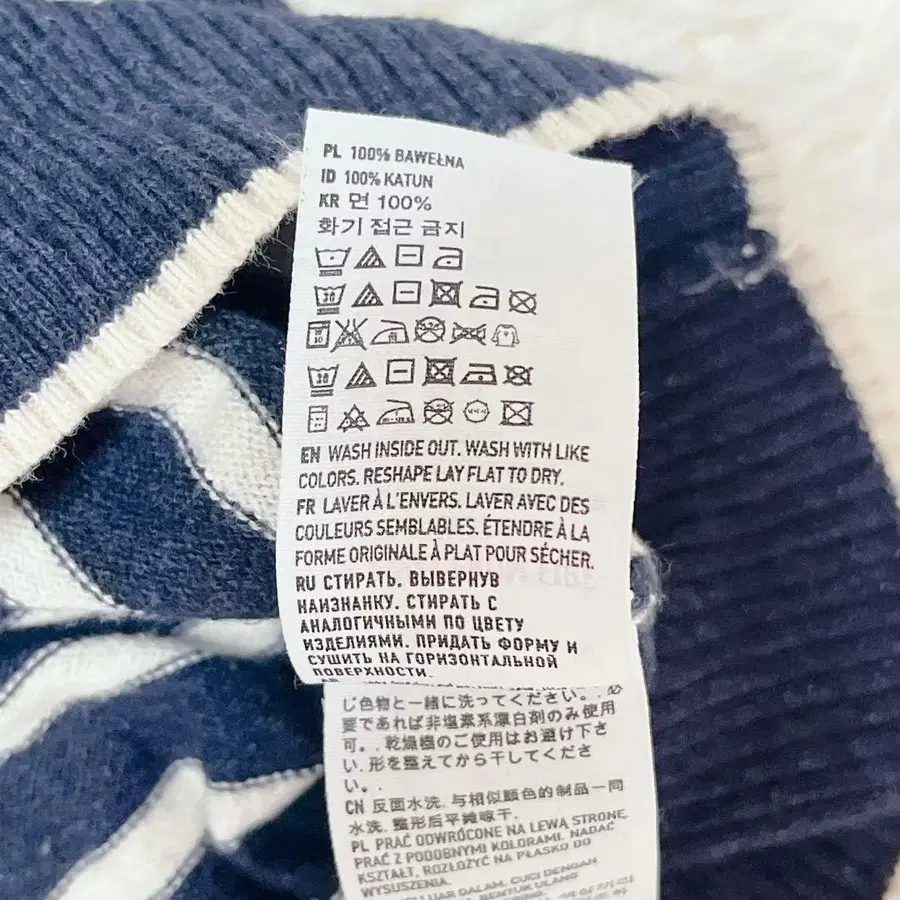 PL 100% BAWEŁNA
ID 100% KATUN
KR 면 100%
화기 접근 금지
EN WASH INSIDE OUT. WASH WITH LIKE
COLORS. RESHAPE LAY FLAT TO DRY.
FR LAVER À L'ENVERS. LAVER AVEC DES
COULEURS SEMBLABLES. ÉTENDRE À LA
FORME ORIGINALE À PLAT POUR SÉCHER.
RU СТИРАТЬ, ВЫВЕРНУВ
НАИЗНАНКУ. СТИРАТЬ С
АНАЛОГИЧНЫМИ ПО ЦВЕТУ
ИЗДЕЛИЯМИ. ПРИДАТЬ ФОРМУ И
СУШИТЬ НА ГОРИЗОНТАЛЬНОЙ
ПОВЕРХНОСТИ.
じ色物と一緒に洗ってください。. 必
要であれば非塩素系漂白剤のみ使用
可。. 乾燥機のご使用はお避け下さ
い. 形を整えてから干してくださ
い。.
CN 反面水洗. 与相似颜色的制品一同
水洗. 整形后平摊晾干.
PL PRAĆ ODWRÓCONE NA LEWĄ STRONĘ.
PRAĆ Z PODOBNYMI KOLORAMI. NADAĆ
KSZTAŁT, ROZŁOŻYĆ NA PŁASKO DO
WYSUSZENIA.
LUAR DALAM. CUCI DENGAN
BENTUK ULANG